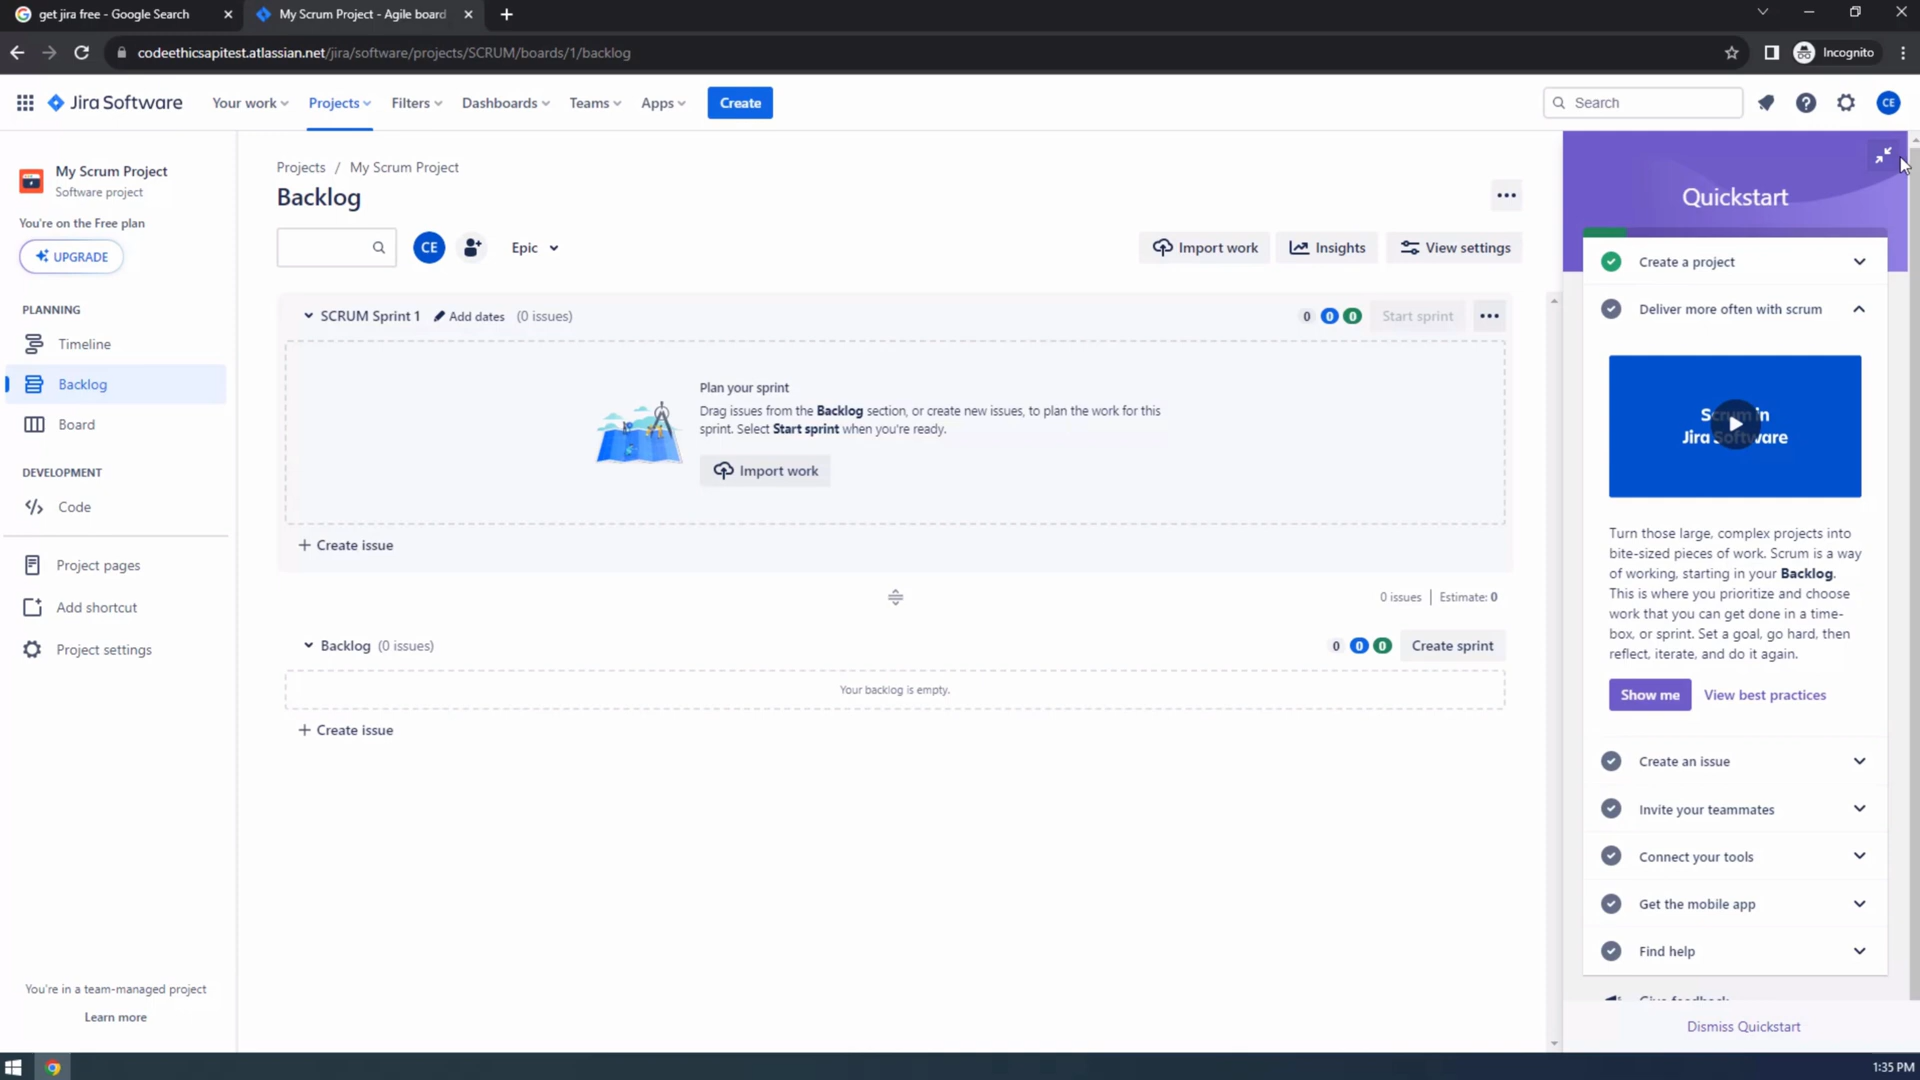 get jira free - Google Search
My Scrum Project - Agile board
codeethicsapitest.atlassian.net/jira/software/projects/SCRUM/boards/1/backlog
Incognito
Jira Software
Your work
Projects
Filters
Dashboards
Teams
Apps
Create
Search
CE
My Scrum Project
Software project
You're on the Free plan
UPGRADE
PLANNING
Timeline
Backlog
Board
DEVELOPMENT
Code
Project pages
Add shortcut
Project settings
You're in a team-managed project
Learn more
Projects / My Scrum Project
Backlog
CE
Epic
Import work
Insights
View settings
SCRUM Sprint 1 Add dates (0 issues)
0 0 0 Start sprint
Plan your sprint
Drag issues from the Backlog section, or create new issues, to plan the work for this
sprint. Select Start sprint when you're ready.
Import work
+ Create issue
0 issues | Estimate: 0
Backlog (0 issues)
0 0 0 Create sprint
Your backlog is empty.
+ Create issue
Quickstart
Create a project
Deliver more often with scrum
Scrum in
Jira Software
Turn those large, complex projects into
bite-sized pieces of work. Scrum is a way
of working, starting in your Backlog.
This is where you prioritize and choose
work that you can get done in a time-
box, or sprint. Set a goal, go hard, then
reflect, iterate, and do it again.
Show me
View best practices
Create an issue
Invite your teammates
Connect your tools
Get the mobile app
Find help
Give feedback
Dismiss Quickstart
1:35 PM